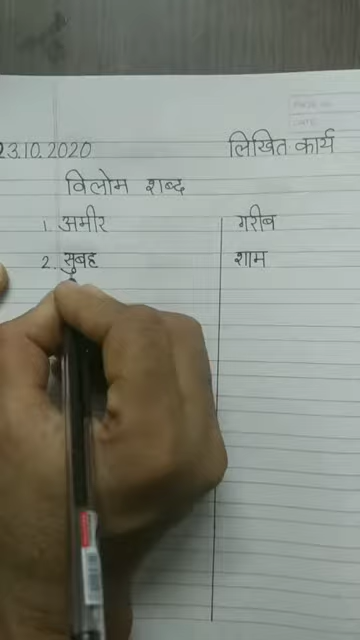 23.10.2020 लिखित कार्य
विलोम शब्द
1. अमीर गरीब
2. सुबह शाम